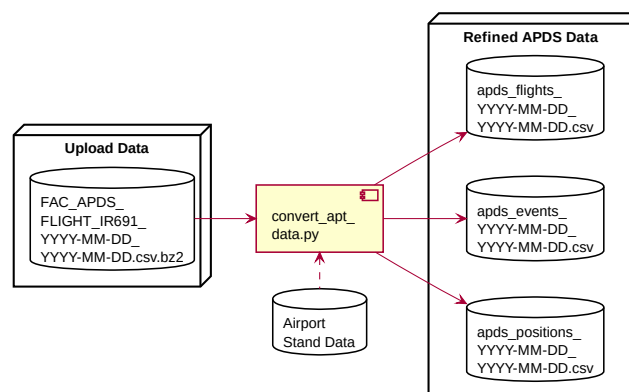 Upload Data
FAC_APDS_
FLIGHT_IR691_
YYYY-MM-DD_
YYYY-MM-DD.csv.bz2
convert_apt_
data.py
Airport
Stand Data
Refined APDS Data
apds_flights_
YYYY-MM-DD_
YYYY-MM-DD.csv
apds_events_
YYYY-MM-DD_
YYYY-MM-DD.csv
apds_positions_
YYYY-MM-DD_
YYYY-MM-DD.csv